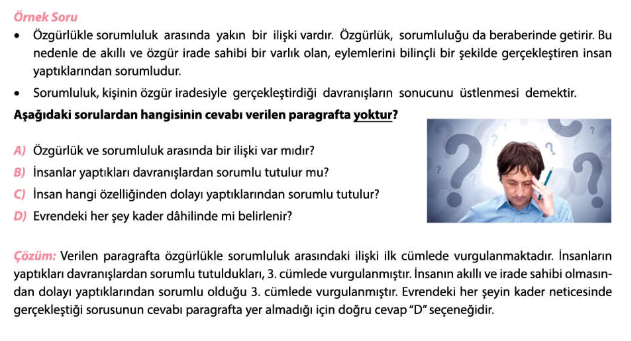 Örnek Soru
• Özgürlükle sorumluluk arasında yakın bir ilişki vardır. Özgürlük, sorumluluğu da beraberinde getirir. Bu
nedenle de akıllı ve özgür irade sahibi bir varlık olan, eylemlerini bilinçli bir şekilde gerçekleştiren insan
yaptıklarından sorumludur.
• Sorumluluk, kişinin özgür iradesiyle gerçekleştirdiği davranışların sonucunu üstlenmesi demektir.
Aşağıdaki sorulardan hangisinin cevabı verilen paragrafta yoktur?
A) Özgürlük ve sorumluluk arasında bir ilişki var mıdır?
B) İnsanlar yaptıkları davranışlardan sorumlu tutulur mu?
C) İnsan hangi özelliğinden dolayı yaptıklarından sorumlu tutulur?
D) Evrendeki her şey kader dâhilinde mi belirlenir?
Çözüm: Verilen paragrafta özgürlükle sorumluluk arasındaki ilişki ilk cümlede vurgulanmaktadır. İnsanların
yaptıkları davranışlardan sorumlu tutuldukları, 3. cümlede vurgulanmıştır. İnsanın akıllı ve irade sahibi olmasın-
dan dolayı yaptıklarından sorumlu olduğu 3. cümlede vurgulanmıştır. Evrendeki her şeyin kader neticesinde
gerçekleştiği sorusunun cevabı paragrafta yer almadığı için doğru cevap "D" seçeneğidir.